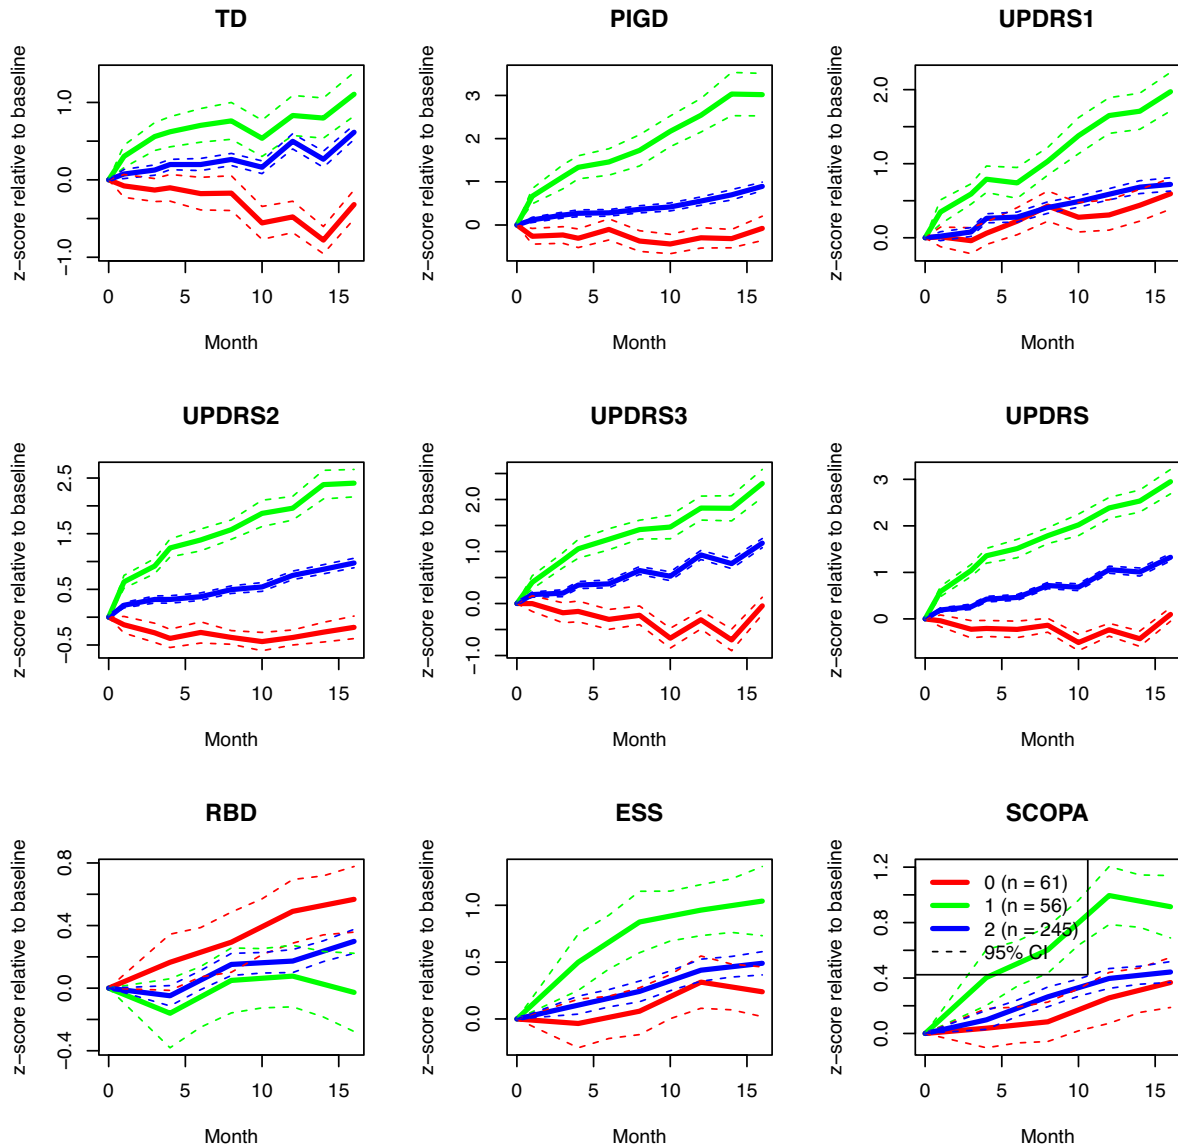 TD
z−score relative to baseline
1.0
0.0
−1.0
0 5 10 15
Month
PIGD
z−score relative to baseline
3
2
1
0
0 5 10 15
Month
UPDRS1
z−score relative to baseline
2.0
1.0
0.0
0 5 10 15
Month
UPDRS2
z−score relative to baseline
2.5
1.5
0.5
−0.5
0 5 10 15
Month
UPDRS3
z−score relative to baseline
2.0
1.0
0.0
−1.0
0 5 10 15
Month
UPDRS
z−score relative to baseline
3
2
1
0
0 5 10 15
Month
RBD
z−score relative to baseline
0.8
0.4
0.0
−0.4
0 5 10 15
Month
ESS
z−score relative to baseline
1.0
0.5
0.0
0 5 10 15
Month
SCOPA
z−score relative to baseline
1.2
0.8
0.4
0.0
0 (n = 61)
1 (n = 56)
2 (n = 245)
95% CI
0 5 10 15
Month